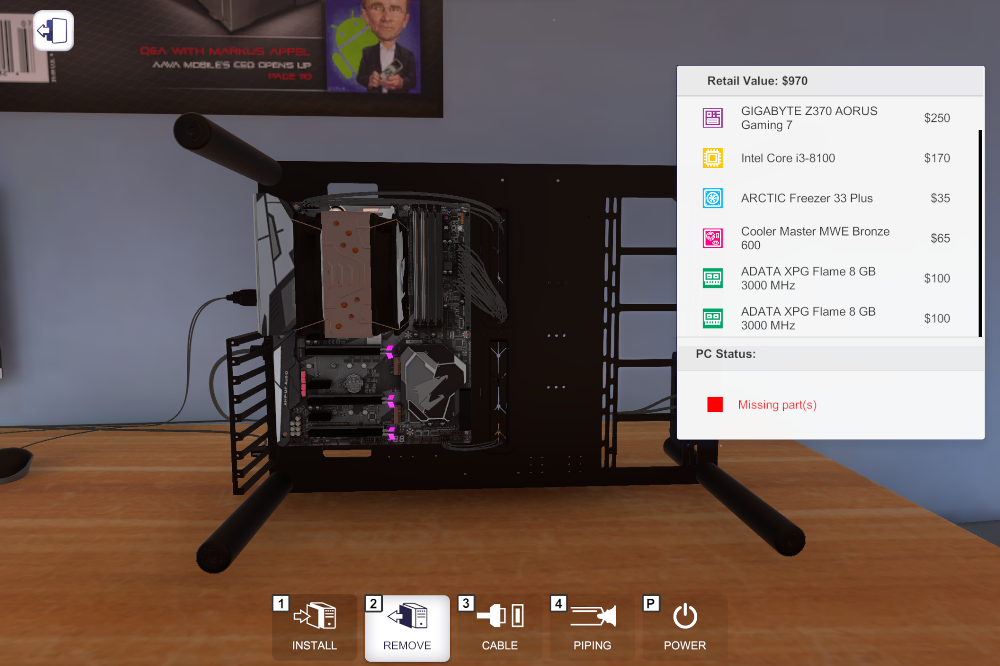 Q&A WITH MARKUS APPEL
AAVA MOBILE'S CEO OPENS UP
PAGE 110
Retail Value: $970
GIGABYTE Z370 AORUS
Gaming 7
$250
Intel Core i3-8100
$170
ARCTIC Freezer 33 Plus
$35
Cooler Master MWE Bronze
600
$65
ADATA XPG Flame 8 GB
3000 MHz
$100
ADATA XPG Flame 8 GB
3000 MHz
$100
PC Status:
Missing part(s)
AMP-UP AUDIO
88
1
INSTALL
2
REMOVE
3
CABLE
4
PIPING
P
POWER